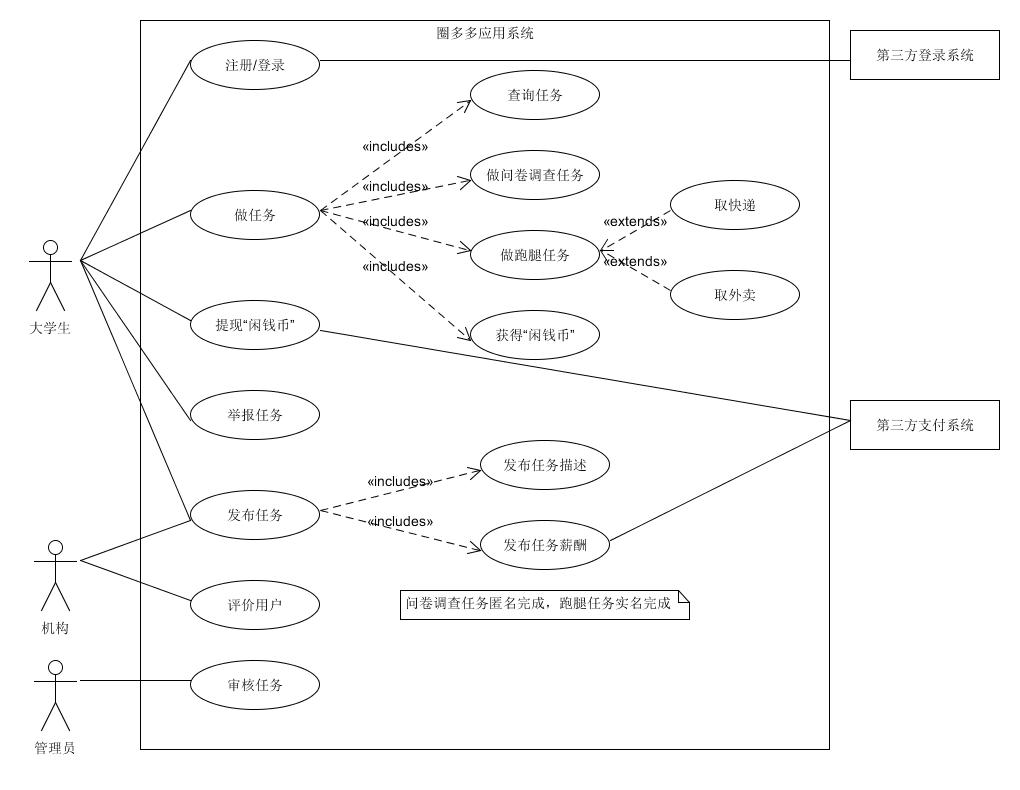 圈多多应用系统
注册/登录
第三方登录系统
查询任务
«includes»
做问卷调查任务
«includes»
做任务
«includes»
做跑腿任务
«extends»
取快递
«includes»
«extends»
取外卖
大学生
提现“闲钱币”
获得“闲钱币”
举报任务
第三方支付系统
发布任务描述
«includes»
发布任务
«includes»
发布任务薪酬
评价用户
问卷调查任务匿名完成，跑腿任务实名完成
机构
审核任务
管理员